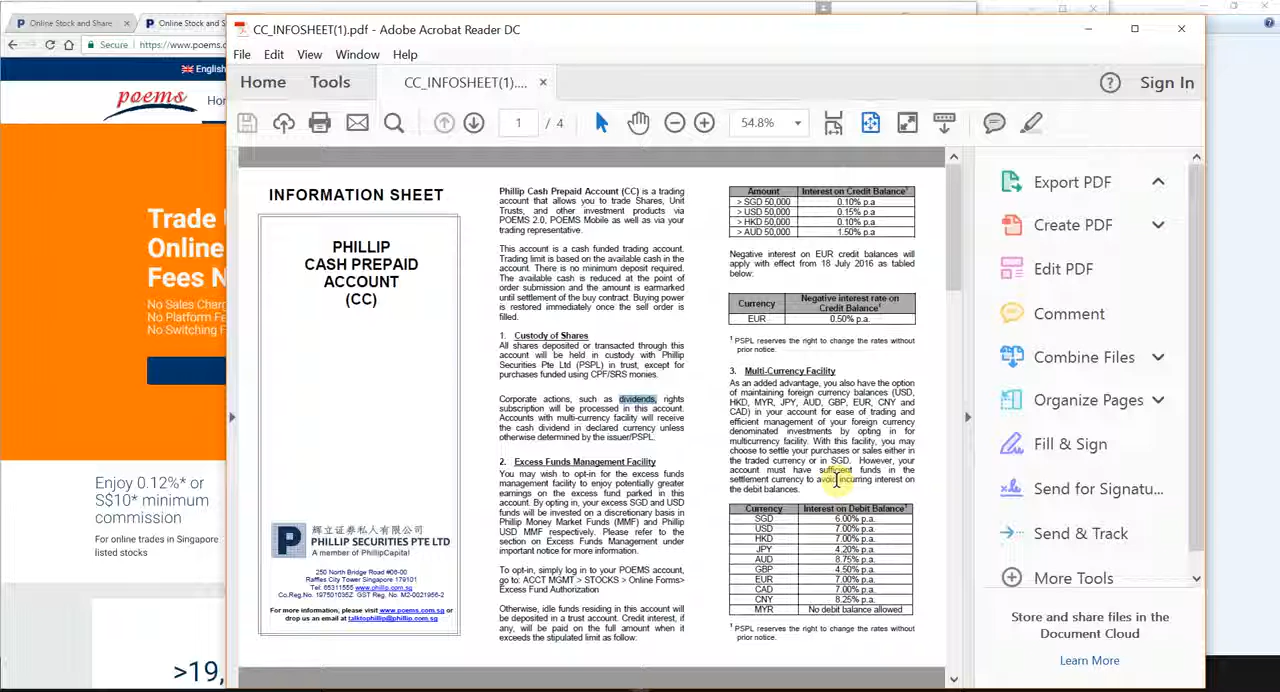 Online Stock and Share
Online Stock and S
Secure
https://www.poems.c
English
poems
Hor
Trade
Online
Fees N
No Sales Char
No Platform Fe
No Switching F
Enjoy 0.12%* or
S$10* minimum
commission
For online trades in Singapore
listed stocks
>19,
CC_INFOSHEET(1).pdf - Adobe Acrobat Reader DC
File Edit View Window Help
Home Tools CC_INFOSHEET(1).... × Sign In
1 / 4 54.8%
INFORMATION SHEET
PHILLIP
CASH PREPAID
ACCOUNT
(CC)
輝立証券私人有限公司
PHILLIP SECURITIES PTE LTD
A member of PhillipCapital
250 North Bridge Road #06-00
Raffles City Tower Singapore 179101
Tel: 65311555 www.phillip.com.sg
Co.Reg.No. 197501035Z GST Reg. No. M2-0021956-2
For more information, please visit www.poems.com.sg or
drop us an email at talktophillip@phillip.com.sg
Phillip Cash Prepaid Account (CC) is a trading
account that allows you to trade Shares, Unit
Trusts, and other investment products via
POEMS 2.0, POEMS Mobile as well as via your
trading representative.
This account is a cash funded trading account.
Trading limit is based on the available cash in the
account. There is no minimum deposit required.
The available cash is reduced at the point of
order submission and the amount is earmarked
until settlement of the buy contract. Buying power
is restored immediately once the sell order is
filled.
1. Custody of Shares
All shares deposited or transacted through this
account will be held in custody with Phillip
Securities Pte Ltd (PSPL) in trust, except for
purchases funded using CPF/SRS monies.
Corporate actions, such as dividends, rights
subscription will be processed in this account.
Accounts with multi-currency facility will receive
the cash dividend in declared currency unless
otherwise determined by the issuer/PSPL.
2. Excess Funds Management Facility
You may wish to opt-in for the excess funds
management facility to enjoy potentially greater
earnings on the excess fund parked in this
account. By opting in, your excess SGD and USD
funds will be invested on a discretionary basis in
Phillip Money Market Funds (MMF) and Phillip
USD MMF respectively. Please refer to the
section on Excess Funds Management under
important notice for more information.
To opt-in, simply log in to your POEMS account,
go to: ACCT MGMT > STOCKS > Online Forms>
Excess Fund Authorization
Otherwise, idle funds residing in this account will
be deposited in a trust account. Credit interest, if
any, will be paid on the full amount when it
exceeds the stipulated limit as follow.
Amount Interest on Credit Balance¹
> SGD 50,000 0.10% p.a
> USD 50,000 0.15% p.a
> HKD 50,000 0.10% p.a
> AUD 50,000 1.50% p.a
Negative interest on EUR credit balances will
apply with effect from 18 July 2016 as tabled
below:
Currency Negative interest rate on Credit Balance¹
EUR 0.50% p.a.
¹ PSPL reserves the right to change the rates without
prior notice.
3. Multi-Currency Facility
As an added advantage, you also have the option
of maintaining foreign currency balances (USD,
HKD, MYR, JPY, AUD, GBP, EUR, CNY and
CAD) in your account for ease of trading and
efficient management of your foreign currency
denominated investments by opting in for
multicurrency facility. With this facility, you may
choose to settle your purchases or sales either in
the traded currency or in SGD. However, your
account must have sufficient funds in the
settlement currency to avoid incurring interest on
the debit balances.
Currency Interest on Debit Balance¹
SGD 6.00% p.a.
USD 7.00% p.a.
HKD 7.00% p.a.
JPY 4.20% p.a.
AUD 8.75% p.a.
GBP 4.50% p.a.
EUR 7.00% p.a.
CAD 7.00% p.a.
CNY 8.25% p.a.
MYR No debit balance allowed
¹ PSPL reserves the right to change the rates without
prior notice.
Export PDF
Create PDF
Edit PDF
Comment
Combine Files
Organize Pages
Fill & Sign
Send for Signatu...
Send & Track
More Tools
Store and share files in the
Document Cloud
Learn More